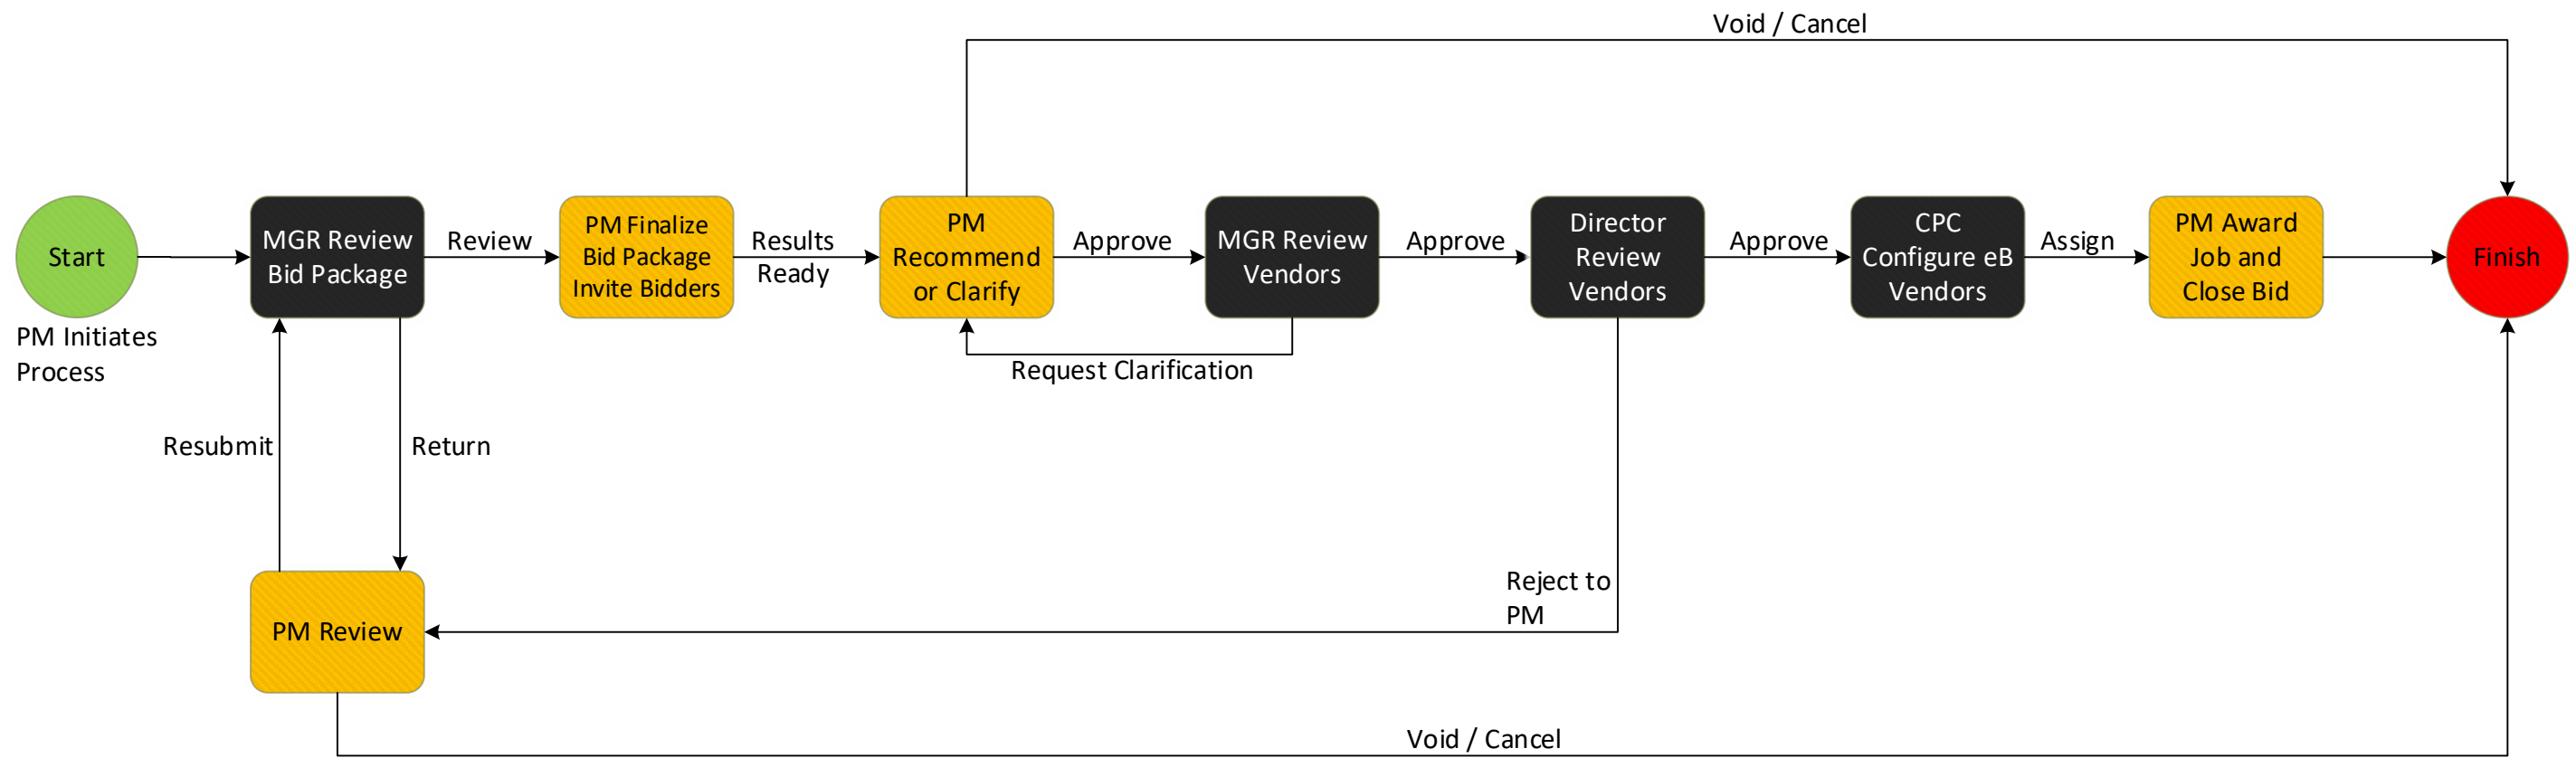 Void / Cancel
Start
PM Initiates
Process
MGR Review
Bid Package
Review
PM Finalize
Bid Package
Invite Bidders
Results
Ready
PM
Recommend
or Clarify
Approve
MGR Review
Vendors
Approve
Director
Review
Vendors
Approve
CPC
Configure eB
Vendors
Assign
PM Award
Job and
Close Bid
Finish
Request Clarification
Resubmit
Return
Reject to
PM
PM Review
Void / Cancel